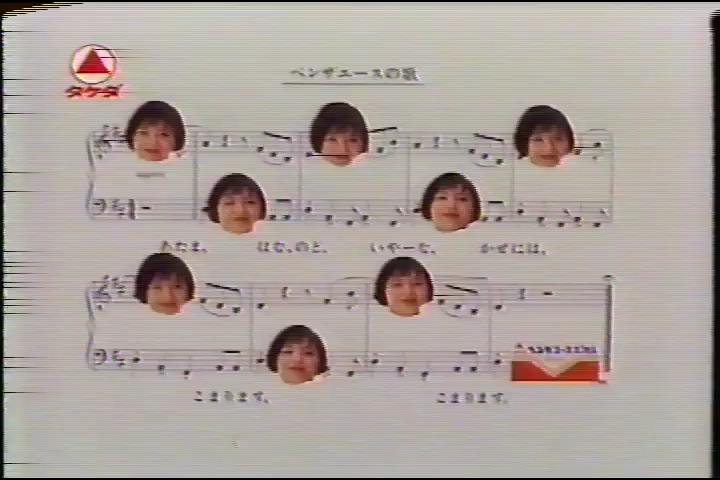 タケダ
ベンザエースの歌
あたま、 はな、のど、 いやーな、 かぜには、
こまります、 こまります、